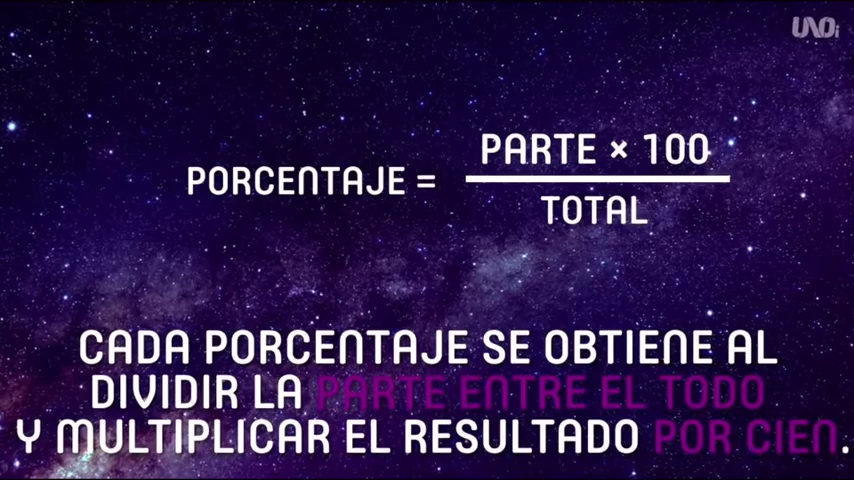 UNOi
PORCENTAJE = PARTE × 100
TOTAL
CADA PORCENTAJE SE OBTIENE AL
DIVIDIR LA PARTE ENTRE EL TODO
Y MULTIPLICAR EL RESULTADO POR CIEN.